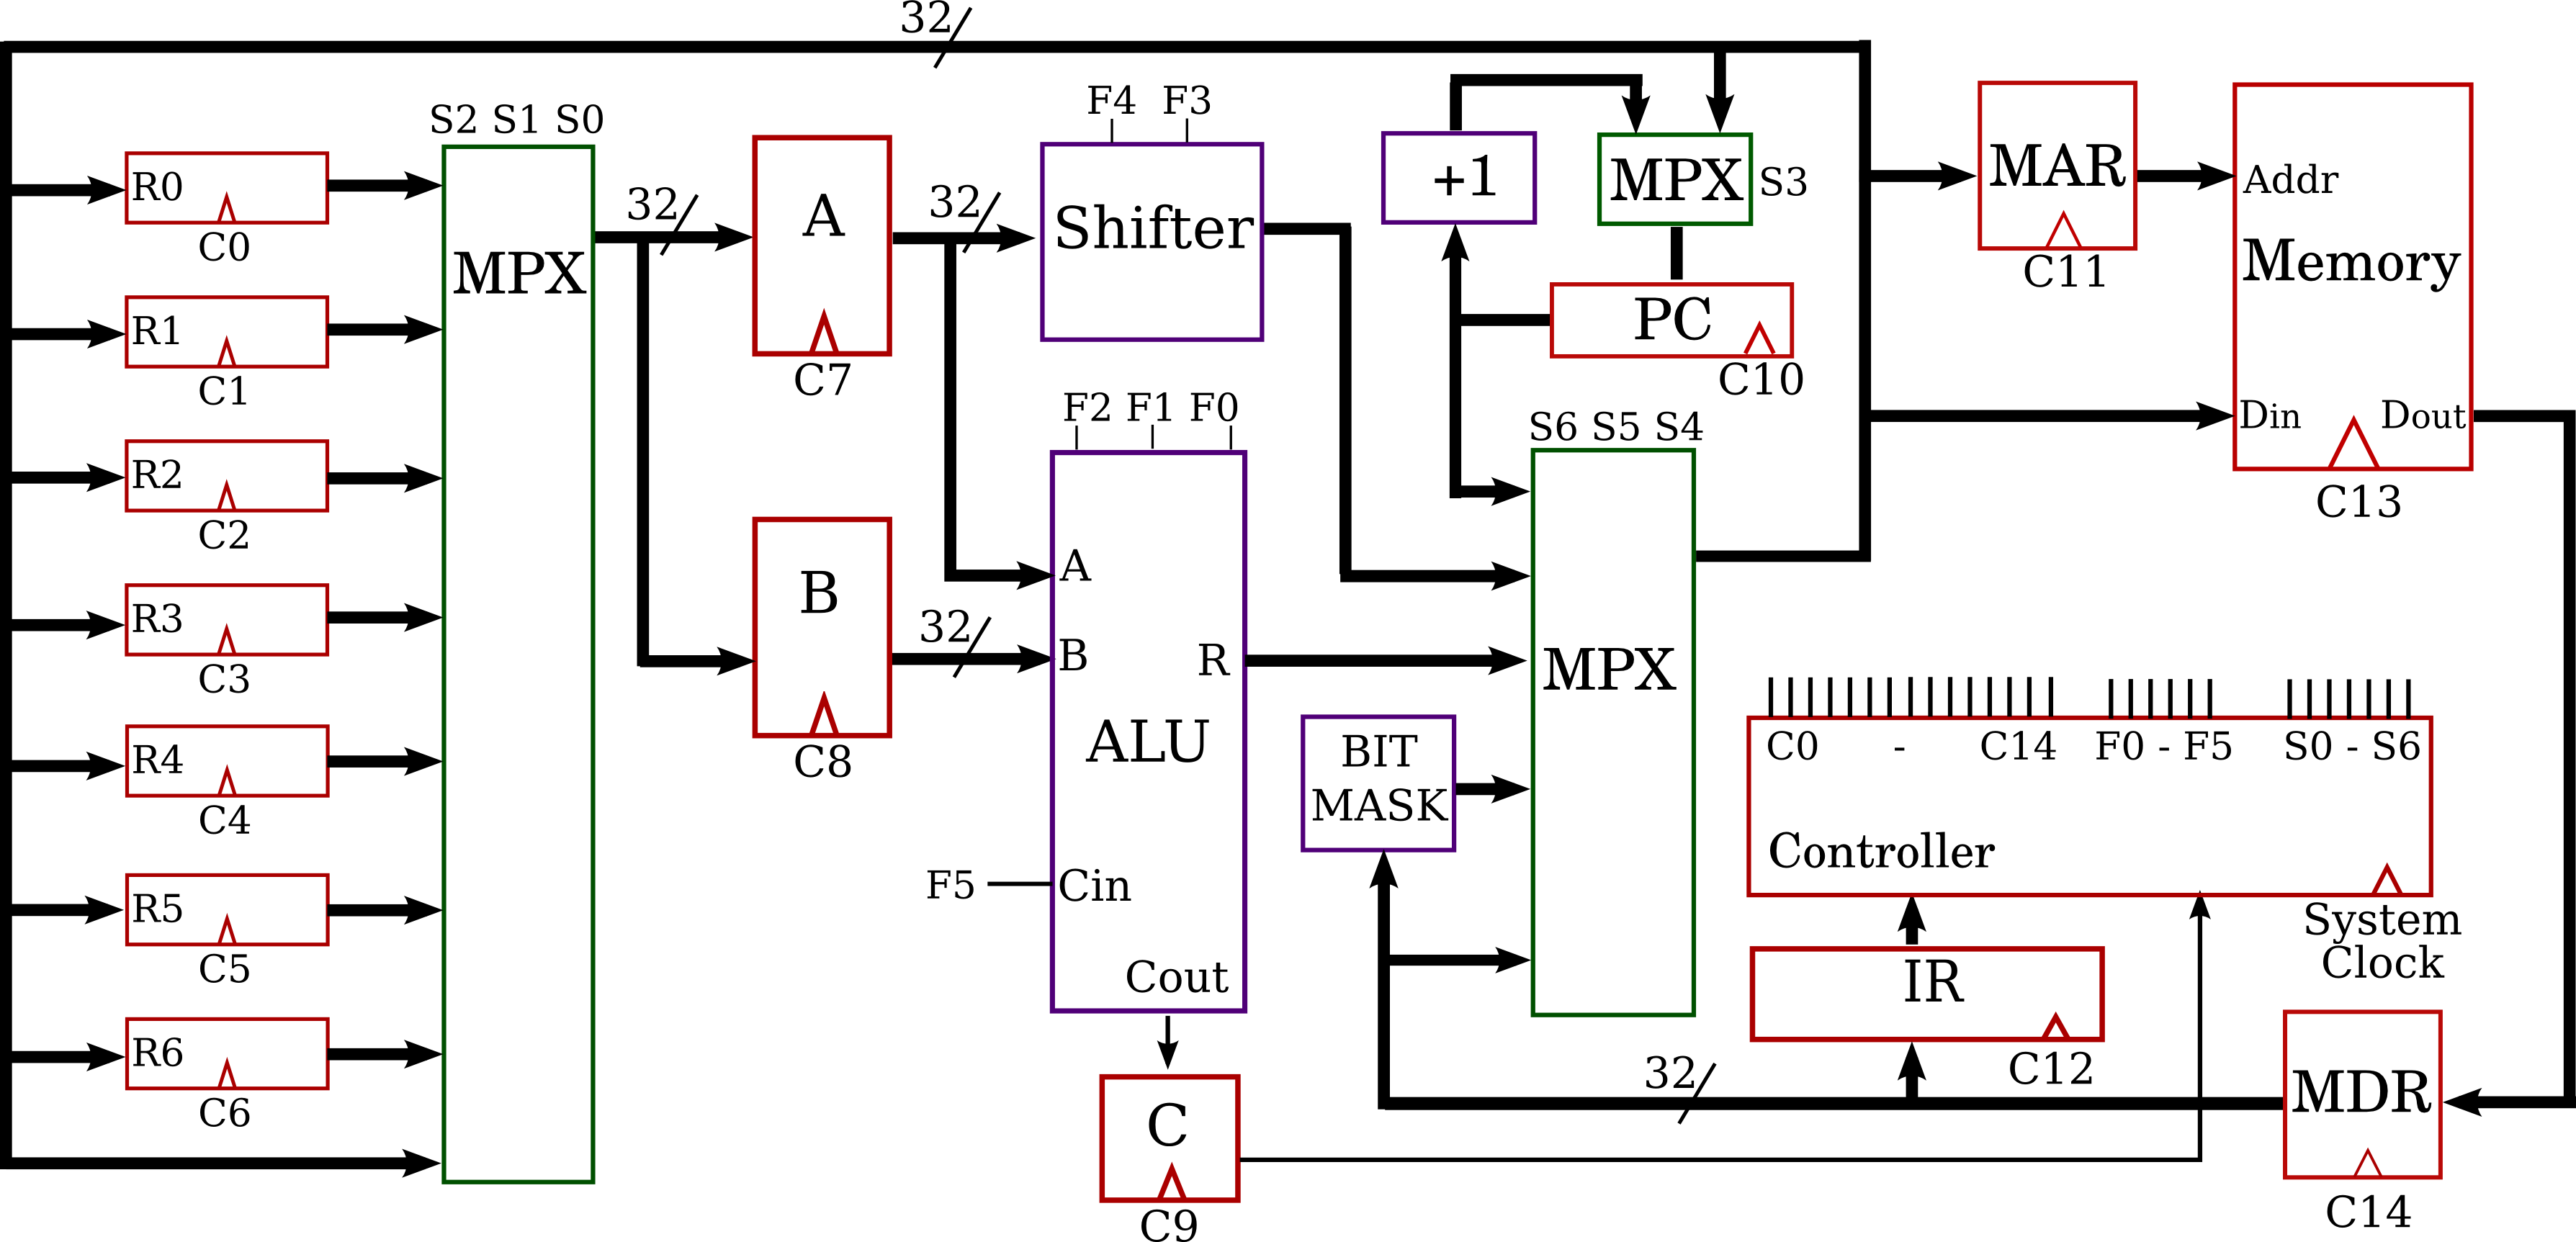 32
F4 F3
S2 S1 S0
R0
C0
R1
C1
R2
C2
R3
C3
R4
C4
R5
C5
R6
C6
MPX
32
A
C7
32
B
C8
32
Shifter
F2 F1 F0
A
B
R
ALU
F5
Cin
Cout
C
C9
+1
MPX
S3
PC
C10
S6 S5 S4
MPX
BIT
MASK
MAR
C11
Addr
Memory
Din Dout
C13
C0 - C14 F0 - F5 S0 - S6
Controller
System
Clock
IR
C12
32
MDR
C14